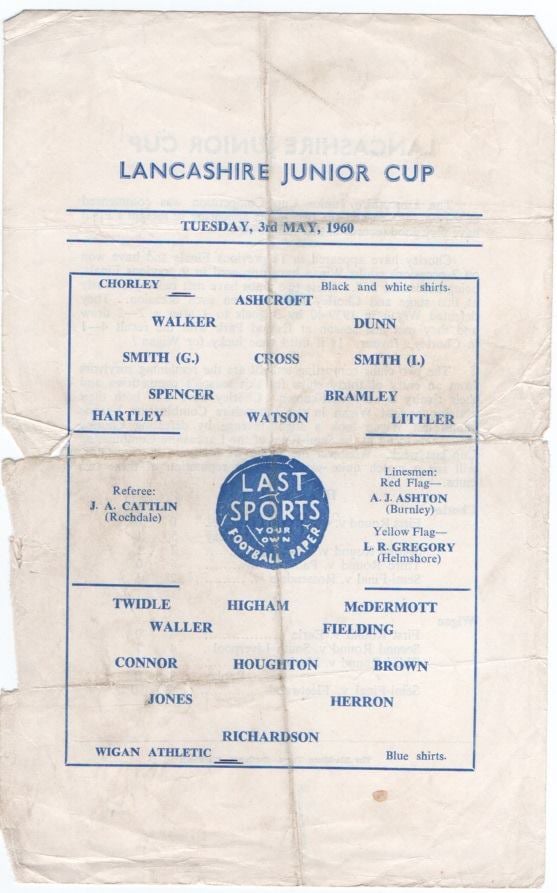 LANCASHIRE JUNIOR CUP
TUESDAY, 3rd MAY, 1960
CHORLEY Black and white shirts.
ASHCROFT
WALKER DUNN
SMITH (G.) CROSS SMITH (I.)
SPENCER BRAMLEY
HARTLEY WATSON LITTLER
Referee:
J. A. CATTLIN
(Rochdale)
LAST
SPORTS
YOUR
OWN
FOOTBALL PAPER
Linesmen:
Red Flag—
A. J. ASHTON
(Burnley)
Yellow Flag—
L. R. GREGORY
(Helmshore)
TWIDLE HIGHAM McDERMOTT
WALLER FIELDING
CONNOR HOUGHTON BROWN
JONES HERRON
RICHARDSON
WIGAN ATHLETIC Blue shirts.